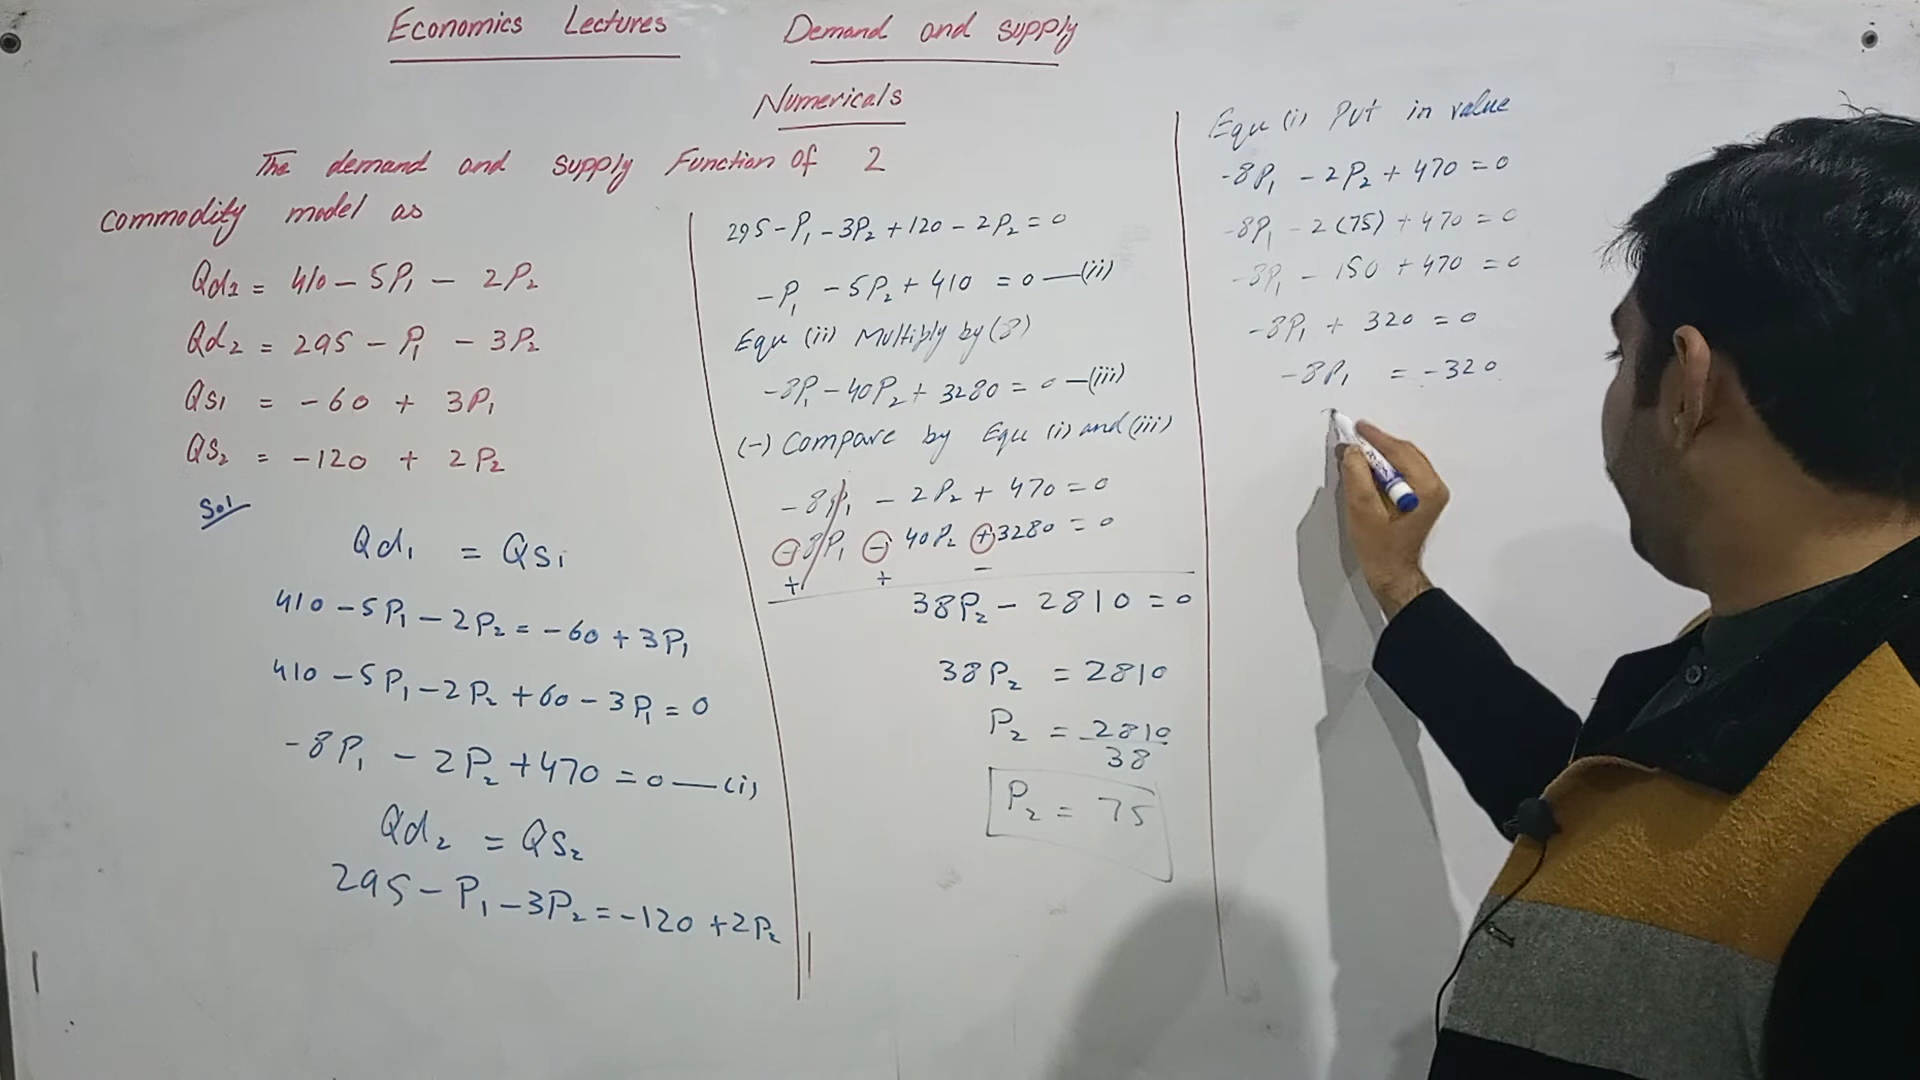 Economics Lectures Demand and supply
Numericals
The demand and supply Function of 2
commodity model as
Qd₁ = 410 - 5P₁ - 2P₂
Qd₂ = 295 - P₁ - 3P₂
Qs₁ = -60 + 3P₁
Qs₂ = -120 + 2P₂
Sol
Qd₁ = Qs₁
410 - 5P₁ - 2P₂ = -60 + 3P₁
410 - 5P₁ - 2P₂ + 60 - 3P₁ = 0
-8P₁ - 2P₂ + 470 = 0 — (i)
Qd₂ = Qs₂
295 - P₁ - 3P₂ = -120 + 2P₂
295 - P₁ - 3P₂ + 120 - 2P₂ = 0
-P₁ - 5P₂ + 410 = 0 — (ii)
Equ (ii) Multibly by (8)
-8P₁ - 40P₂ + 3280 = 0 — (iii)
(-) Compare by Equ (i) and (iii)
-8P₁ - 2P₂ + 470 = 0
-8P₁ - 40P₂ + 3280 = 0
+ + -
38P₂ - 2810 = 0
38P₂ = 2810
P₂ = 2810
38
P₂ = 75
Equ (i) Put in value
-8P₁ - 2P₂ + 470 = 0
-8P₁ - 2(75) + 470 = 0
-8P₁ - 150 + 470 = 0
-8P₁ + 320 = 0
-8P₁ = -320